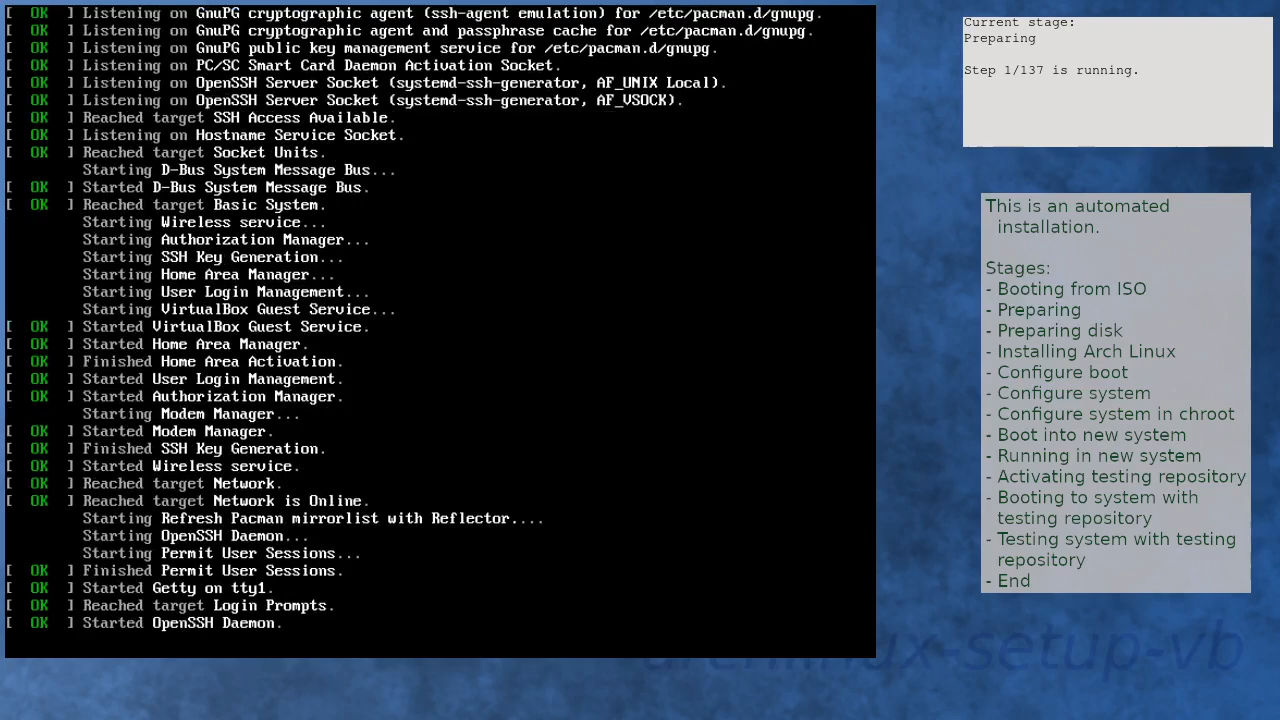 [  OK  ] Listening on GnuPG cryptographic agent (ssh-agent emulation) for /etc/pacman.d/gnupg.
[  OK  ] Listening on GnuPG cryptographic agent and passphrase cache for /etc/pacman.d/gnupg.
[  OK  ] Listening on GnuPG public key management service for /etc/pacman.d/gnupg.
[  OK  ] Listening on PC/SC Smart Card Daemon Activation Socket.
[  OK  ] Listening on OpenSSH Server Socket (systemd-ssh-generator, AF_UNIX Local).
[  OK  ] Listening on OpenSSH Server Socket (systemd-ssh-generator, AF_VSOCK).
[  OK  ] Reached target SSH Access Available.
[  OK  ] Listening on Hostname Service Socket.
[  OK  ] Reached target Socket Units.
Starting D-Bus System Message Bus...
[  OK  ] Started D-Bus System Message Bus.
[  OK  ] Reached target Basic System.
Starting Wireless service...
Starting Authorization Manager...
Starting SSH Key Generation...
Starting Home Area Manager...
Starting User Login Management...
Starting VirtualBox Guest Service...
[  OK  ] Started VirtualBox Guest Service.
[  OK  ] Started Home Area Manager.
[  OK  ] Finished Home Area Activation.
[  OK  ] Started User Login Management.
[  OK  ] Started Authorization Manager.
Starting Modem Manager...
[  OK  ] Started Modem Manager.
[  OK  ] Finished SSH Key Generation.
[  OK  ] Started Wireless service.
[  OK  ] Reached target Network.
[  OK  ] Reached target Network is Online.
Starting Refresh Pacman mirrorlist with Reflector....
Starting OpenSSH Daemon...
Starting Permit User Sessions...
[  OK  ] Finished Permit User Sessions.
[  OK  ] Started Getty on tty1.
[  OK  ] Reached target Login Prompts.
[  OK  ] Started OpenSSH Daemon.
Current stage:
Preparing
Step 1/137 is running.
This is an automated
installation.
Stages:
- Booting from ISO
- Preparing
- Preparing disk
- Installing Arch Linux
- Configure boot
- Configure system
- Configure system in chroot
- Boot into new system
- Running in new system
- Activating testing repository
- Booting to system with
testing repository
- Testing system with testing
repository
- End
archlinux-setup-vb